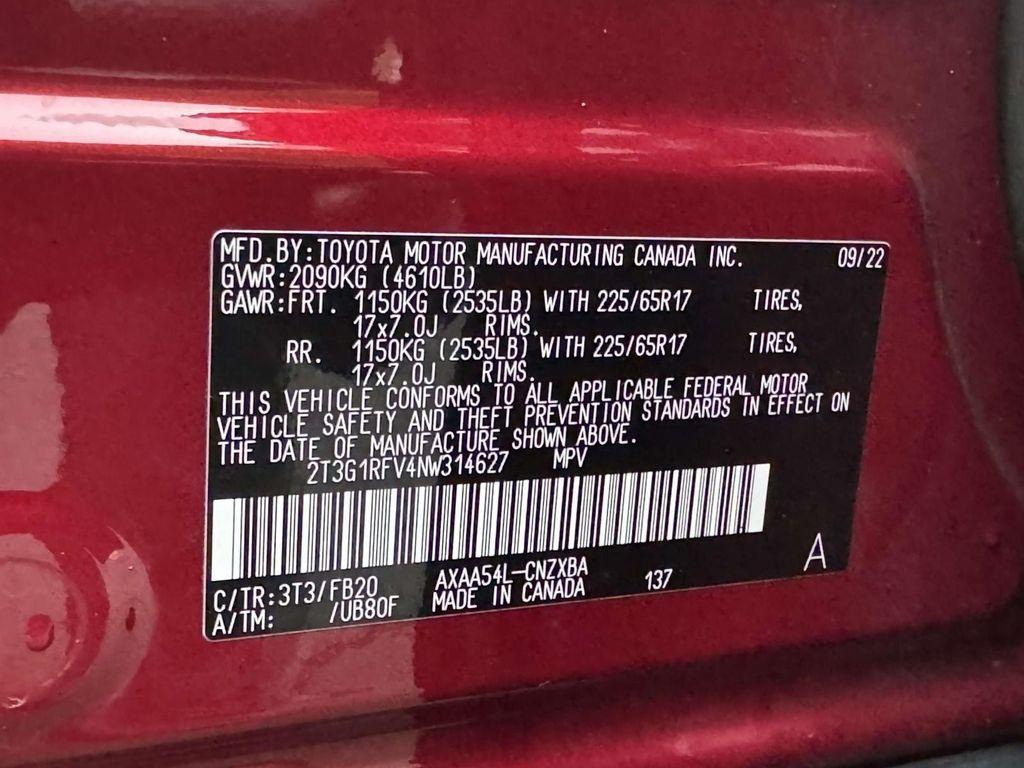 MFD.BY:TOYOTA MOTOR MANUFACTURING CANADA INC. 09/22
GVWR:2090KG (4610LB)
GAWR:FRT. 1150KG (2535LB) WITH 225/65R17 TIRES,
17x7.0J RIMS.
RR. 1150KG (2535LB) WITH 225/65R17 TIRES,
17x7.0J RIMS.
THIS VEHICLE CONFORMS TO ALL APPLICABLE FEDERAL MOTOR
VEHICLE SAFETY AND THEFT PREVENTION STANDARDS IN EFFECT ON
THE DATE OF MANUFACTURE SHOWN ABOVE.
2T3G1RFV4NW314627 MPV
C/TR:3T3/FB20 AXAA54L-CNZXBA 137 A
A/TM: /UB80F MADE IN CANADA